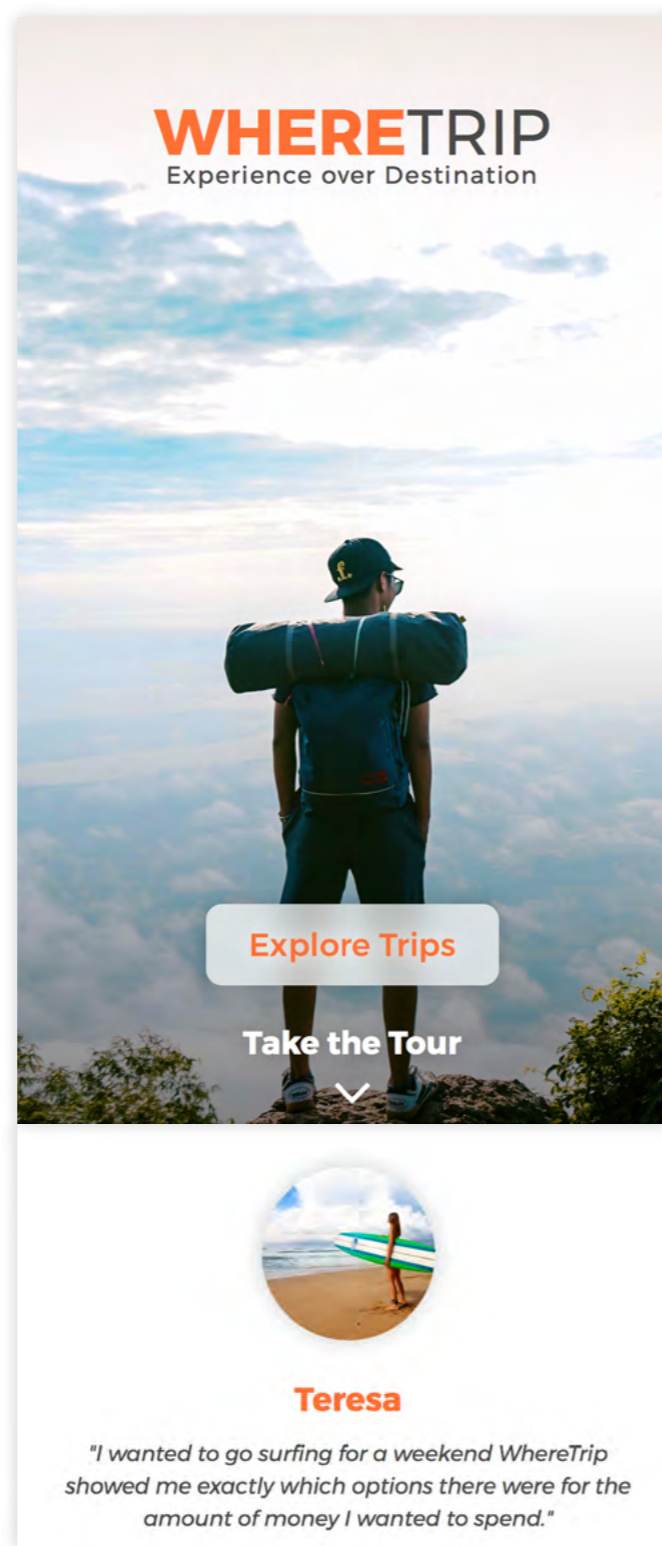 WHERETRIP
Experience over Destination
Explore Trips
Take the Tour
Teresa
"I wanted to go surfing for a weekend WhereTrip
showed me exactly which options there were for the
amount of money I wanted to spend."